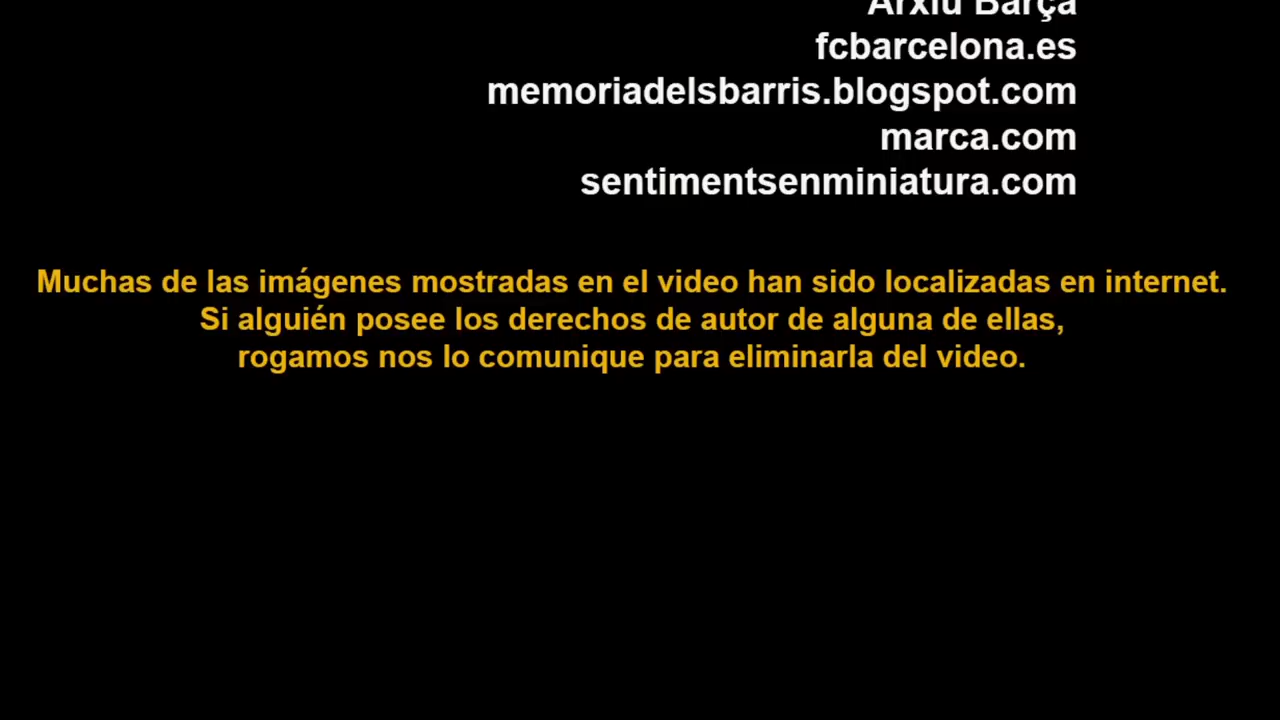 Arxiu Barça
fcbarcelona.es
memoriadelsbarris.blogspot.com
marca.com
sentimentsenminiatura.com
Muchas de las imágenes mostradas en el video han sido localizadas en internet.
Si alguién posee los derechos de autor de alguna de ellas,
rogamos nos lo comunique para eliminarla del video.